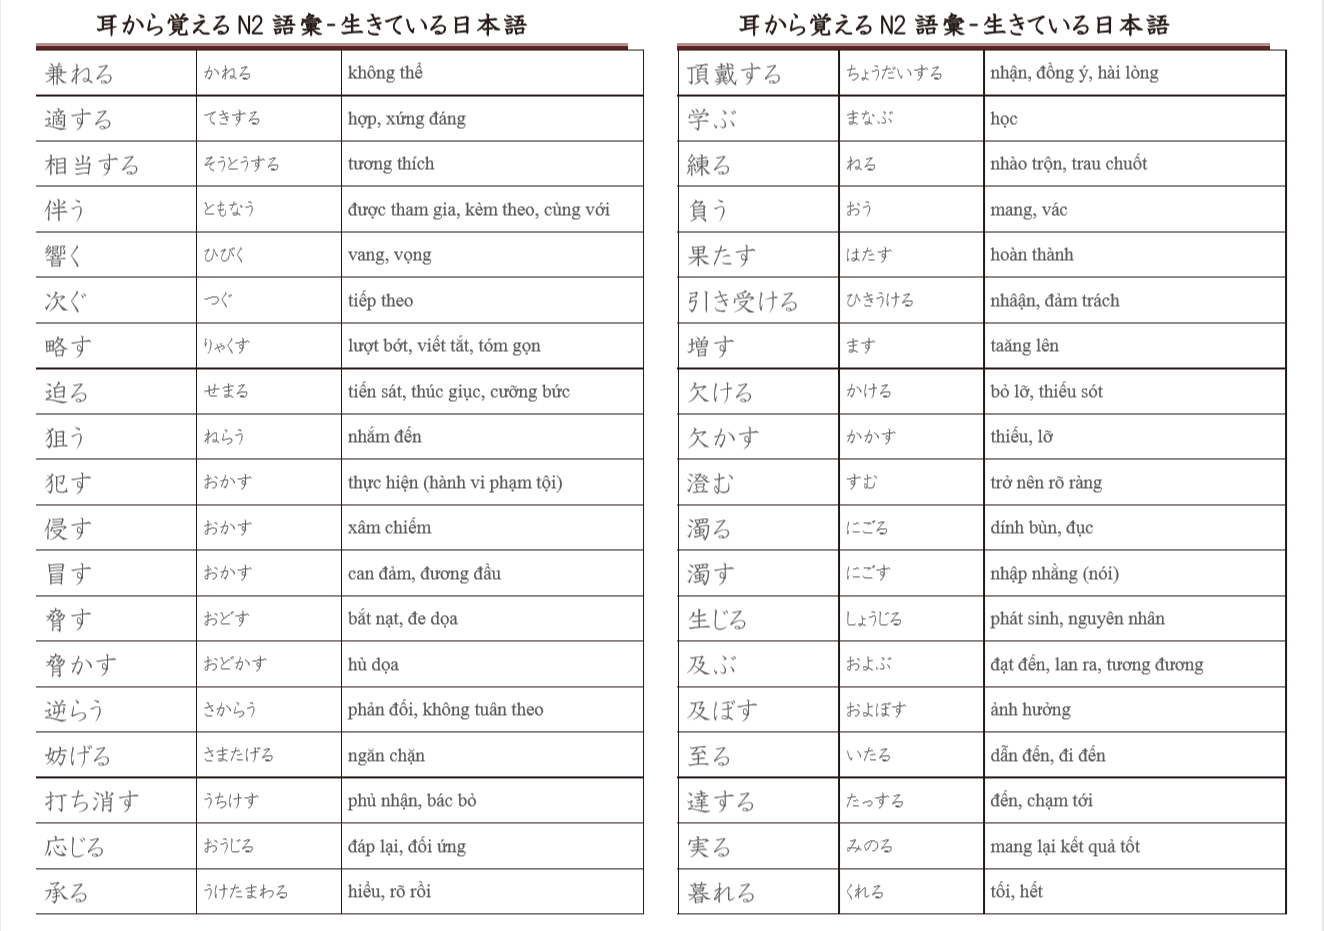 耳から覚える N2 語彙-生きている日本語
兼ねる かねる không thể
適する てきする hợp, xứng đáng
相当する そうとうする tương thích
伴う ともなう được tham gia, kèm theo, cùng với
響く ひびく vang, vọng
次ぐ つぐ tiếp theo
略す りゃくす lượt bớt, viết tắt, tóm gọn
迫る せまる tiến sát, thúc giục, cưỡng bức
狙う ねらう nhắm đến
犯す おかす thực hiện (hành vi phạm tội)
侵す おかす xâm chiếm
冒す おかす can đảm, đương đầu
脅す おどす bắt nạt, đe dọa
脅かす おどかす hù dọa
逆らう さからう phản đối, không tuân theo
妨げる さまたげる ngăn chặn
打ち消す うちけす phủ nhận, bác bỏ
応じる おうじる đáp lại, đối ứng
承る うけたまわる hiểu, rõ rồi
耳から覚える N2 語彙-生きている日本語
頂戴する ちょうだいする nhận, đồng ý, hài lòng
学ぶ まなぶ học
練る ねる nhào trộn, trau chuốt
負う おう mang, vác
果たす はたす hoàn thành
引き受ける ひきうける nhâận, đảm trách
増す ます taăng lên
欠ける かける bỏ lỡ, thiếu sót
欠かす かかす thiếu, lỡ
澄む すむ trở nên rõ ràng
濁る にごる dính bùn, đục
濁す にごす nhập nhằng (nói)
生じる しょうじる phát sinh, nguyên nhân
及ぶ およぶ đạt đến, lan ra, tương đương
及ぼす およぼす ảnh hưởng
至る いたる dẫn đến, đi đến
達する たっする đến, chạm tới
実る みのる mang lại kết quả tốt
暮れる くれる tối, hết